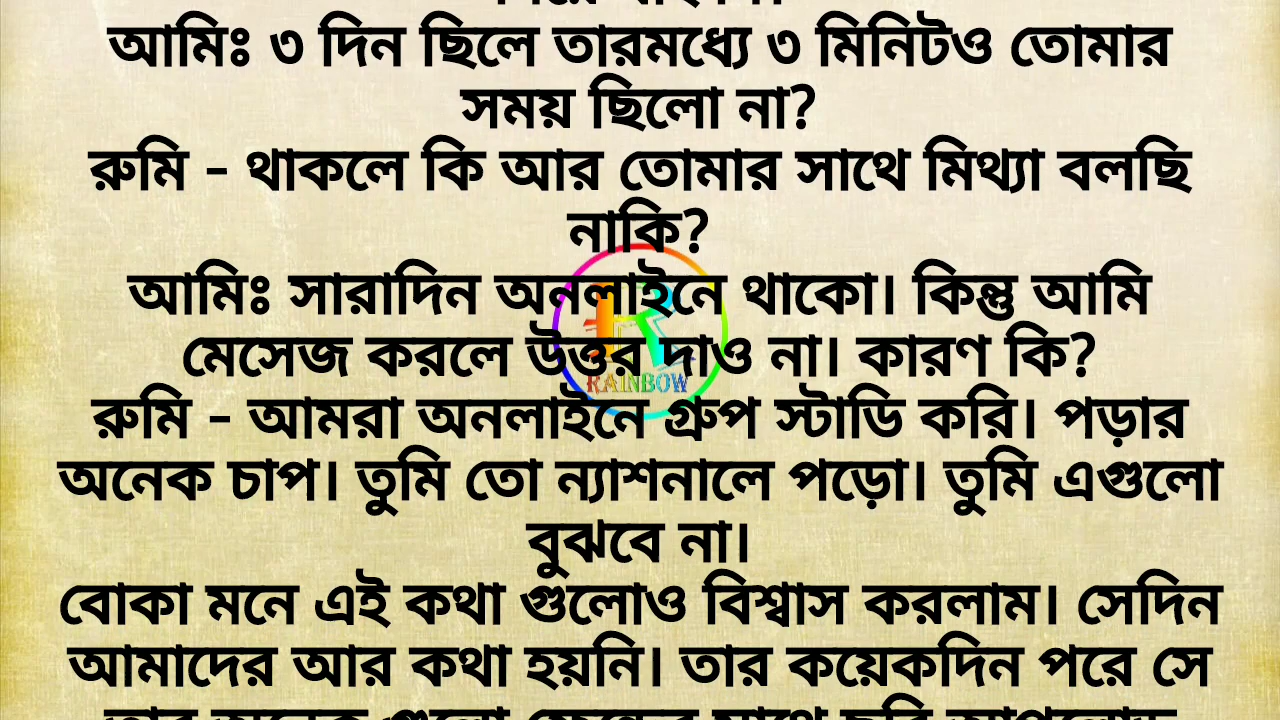 আমিঃ ৩ দিন ছিলে তারমধ্যে ৩ মিনিটও তোমার
সময় ছিলো না?
রুমি - থাকলে কি আর তোমার সাথে মিথ্যা বলছি
নাকি?
আমিঃ সারাদিন অনলাইনে থাকো। কিন্তু আমি
মেসেজ করলে উত্তর দাও না। কারণ কি?
RAINBOW
রুমি - আমরা অনলাইনে গ্রুপ স্টাডি করি। পড়ার
অনেক চাপ। তুমি তো ন্যাশনালে পড়ো। তুমি এগুলো
বুঝবে না।
বোকা মনে এই কথা গুলোও বিশ্বাস করলাম। সেদিন
আমাদের আর কথা হয়নি। তার কয়েকদিন পরে সে